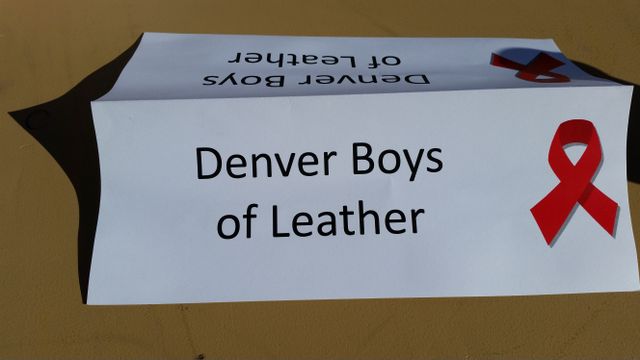 Denver Boys
of Leather
Denver Boys
of Leather